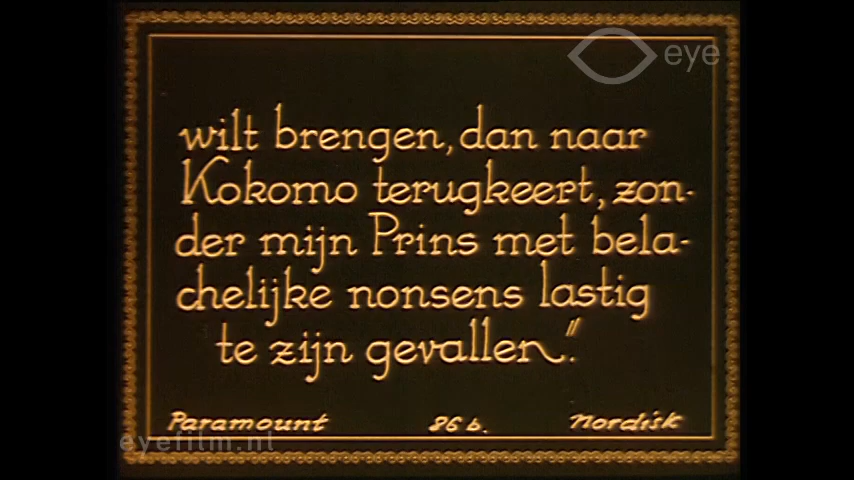 eye
wilt brengen, dan naar
Kokomo terugkeert, zon-
der mijn Prins met bela-
chelijke nonsens lastig
te zijn gevallen".
Paramount 86 b. Nordisk
eyefilm.nl